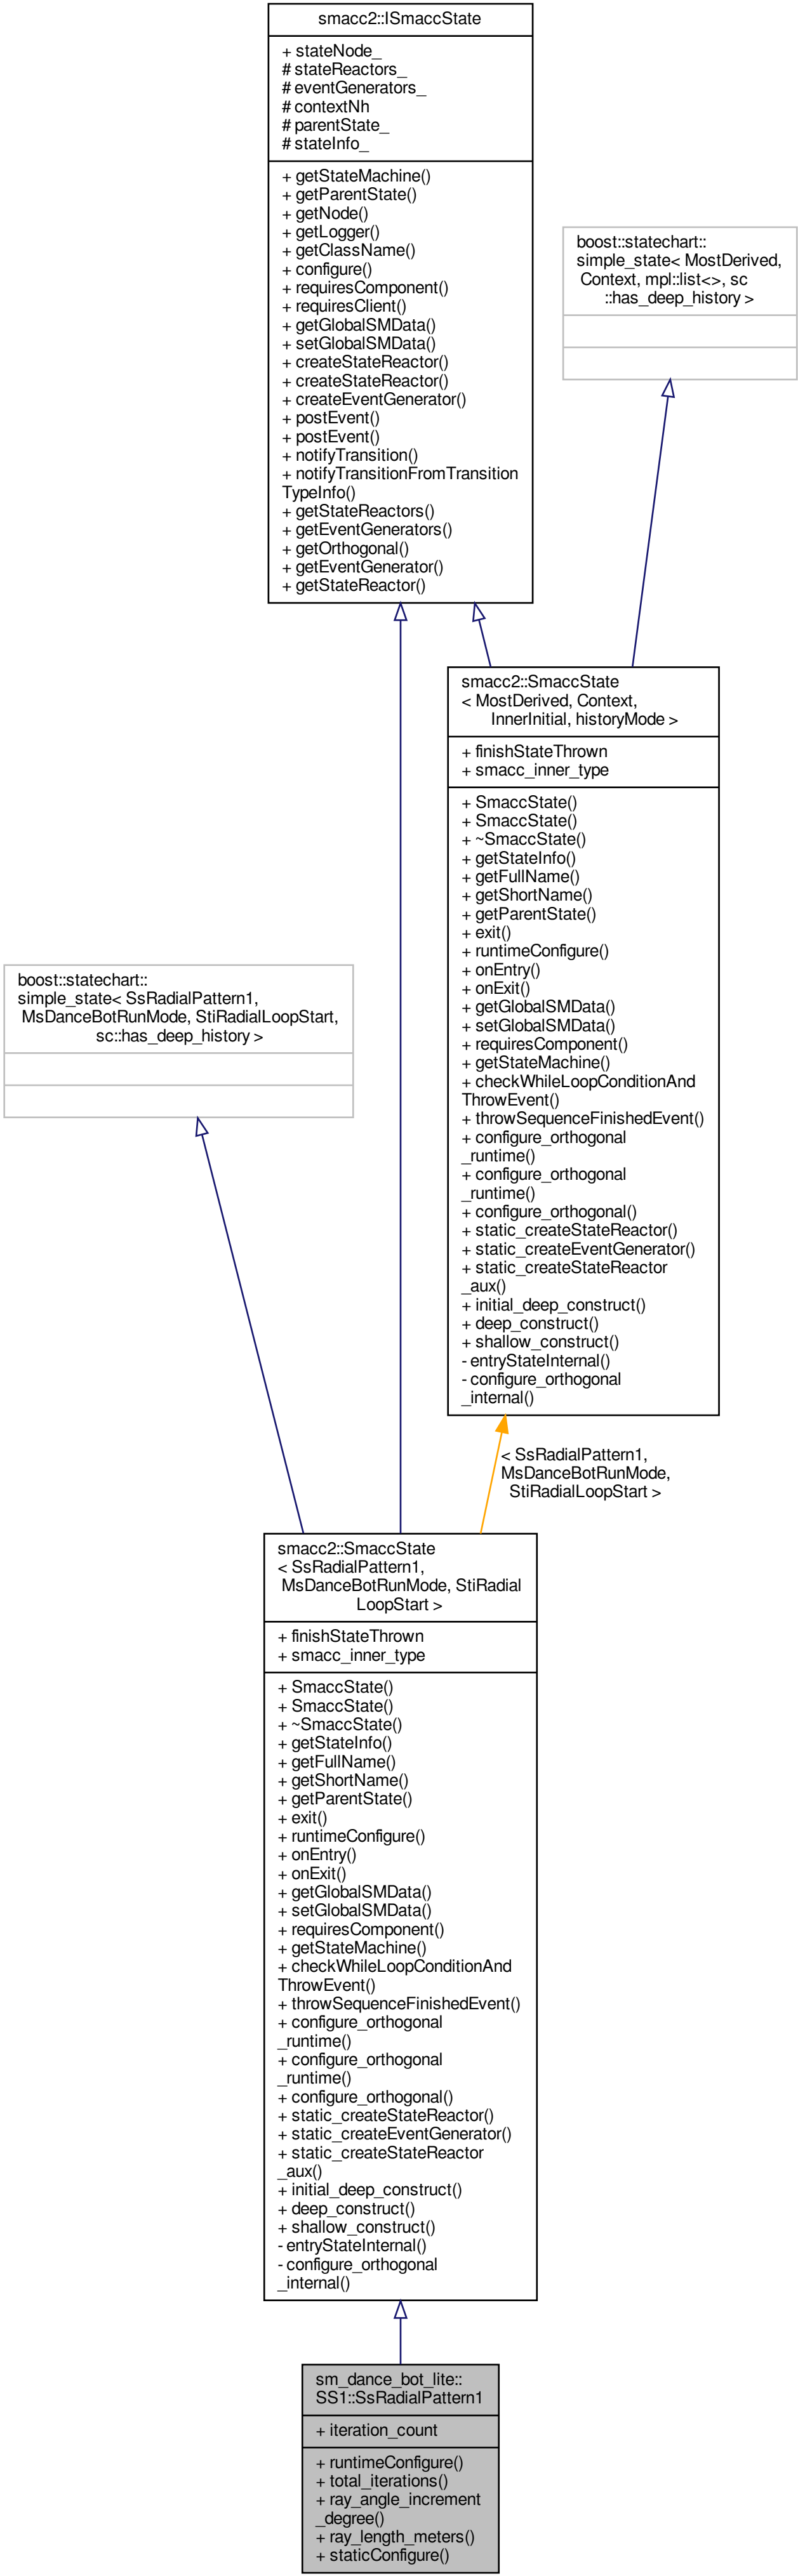 smacc2::ISmaccState
+ stateNode_
# stateReactors_
# eventGenerators_
# contextNh
# parentState_
# stateInfo_
+ getStateMachine()
+ getParentState()
+ getNode()
+ getLogger()
+ getClassName()
+ configure()
+ requiresComponent()
+ requiresClient()
+ getGlobalSMData()
+ setGlobalSMData()
+ createStateReactor()
+ createStateReactor()
+ createEventGenerator()
+ postEvent()
+ postEvent()
+ notifyTransition()
+ notifyTransitionFromTransition
TypeInfo()
+ getStateReactors()
+ getEventGenerators()
+ getOrthogonal()
+ getEventGenerator()
+ getStateReactor()
boost::statechart::
simple_state< MostDerived,
Context, mpl::list<>, sc
::has_deep_history >
smacc2::SmaccState
< MostDerived, Context,
InnerInitial, historyMode >
+ finishStateThrown
+ smacc_inner_type
+ SmaccState()
+ SmaccState()
+ ~SmaccState()
+ getStateInfo()
+ getFullName()
+ getShortName()
+ getParentState()
+ exit()
+ runtimeConfigure()
+ onEntry()
+ onExit()
+ getGlobalSMData()
+ setGlobalSMData()
+ requiresComponent()
+ getStateMachine()
+ checkWhileLoopConditionAnd
ThrowEvent()
+ throwSequenceFinishedEvent()
+ configure_orthogonal
_runtime()
+ configure_orthogonal
_runtime()
+ configure_orthogonal()
+ static_createStateReactor()
+ static_createEventGenerator()
+ static_createStateReactor
_aux()
+ initial_deep_construct()
+ deep_construct()
+ shallow_construct()
- entryStateInternal()
- configure_orthogonal
_internal()
boost::statechart::
simple_state< SsRadialPattern1,
MsDanceBotRunMode, StiRadialLoopStart,
sc::has_deep_history >
< SsRadialPattern1,
MsDanceBotRunMode,
StiRadialLoopStart >
smacc2::SmaccState
< SsRadialPattern1,
MsDanceBotRunMode, StiRadial
LoopStart >
+ finishStateThrown
+ smacc_inner_type
+ SmaccState()
+ SmaccState()
+ ~SmaccState()
+ getStateInfo()
+ getFullName()
+ getShortName()
+ getParentState()
+ exit()
+ runtimeConfigure()
+ onEntry()
+ onExit()
+ getGlobalSMData()
+ setGlobalSMData()
+ requiresComponent()
+ getStateMachine()
+ checkWhileLoopConditionAnd
ThrowEvent()
+ throwSequenceFinishedEvent()
+ configure_orthogonal
_runtime()
+ configure_orthogonal
_runtime()
+ configure_orthogonal()
+ static_createStateReactor()
+ static_createEventGenerator()
+ static_createStateReactor
_aux()
+ initial_deep_construct()
+ deep_construct()
+ shallow_construct()
- entryStateInternal()
- configure_orthogonal
_internal()
sm_dance_bot_lite::
SS1::SsRadialPattern1
+ iteration_count
+ runtimeConfigure()
+ total_iterations()
+ ray_angle_increment
_degree()
+ ray_length_meters()
+ staticConfigure()